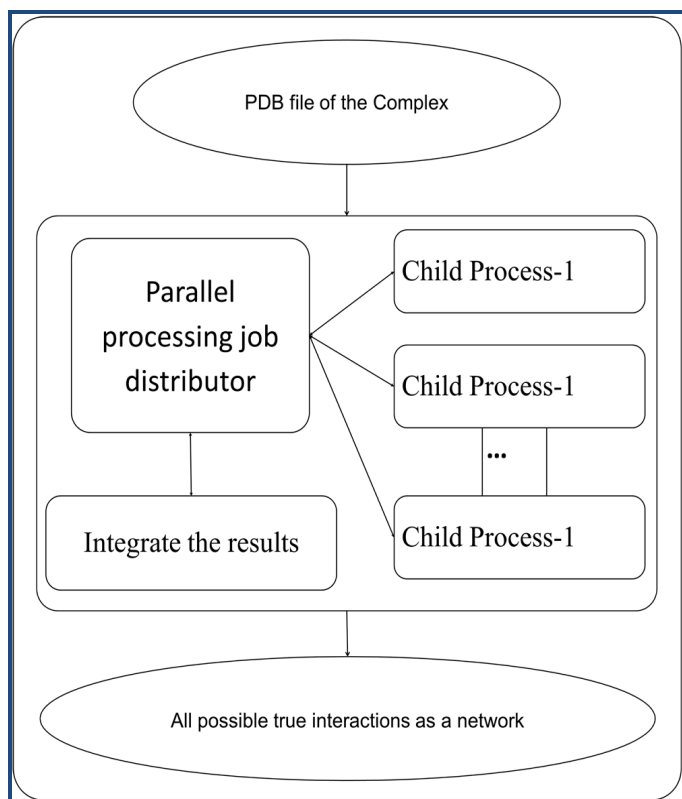 PDB file of the Complex
Parallel
processing job
distributor
Child Process-1
Child Process-1
...
Child Process-1
Integrate the results
All possible true interactions as a network